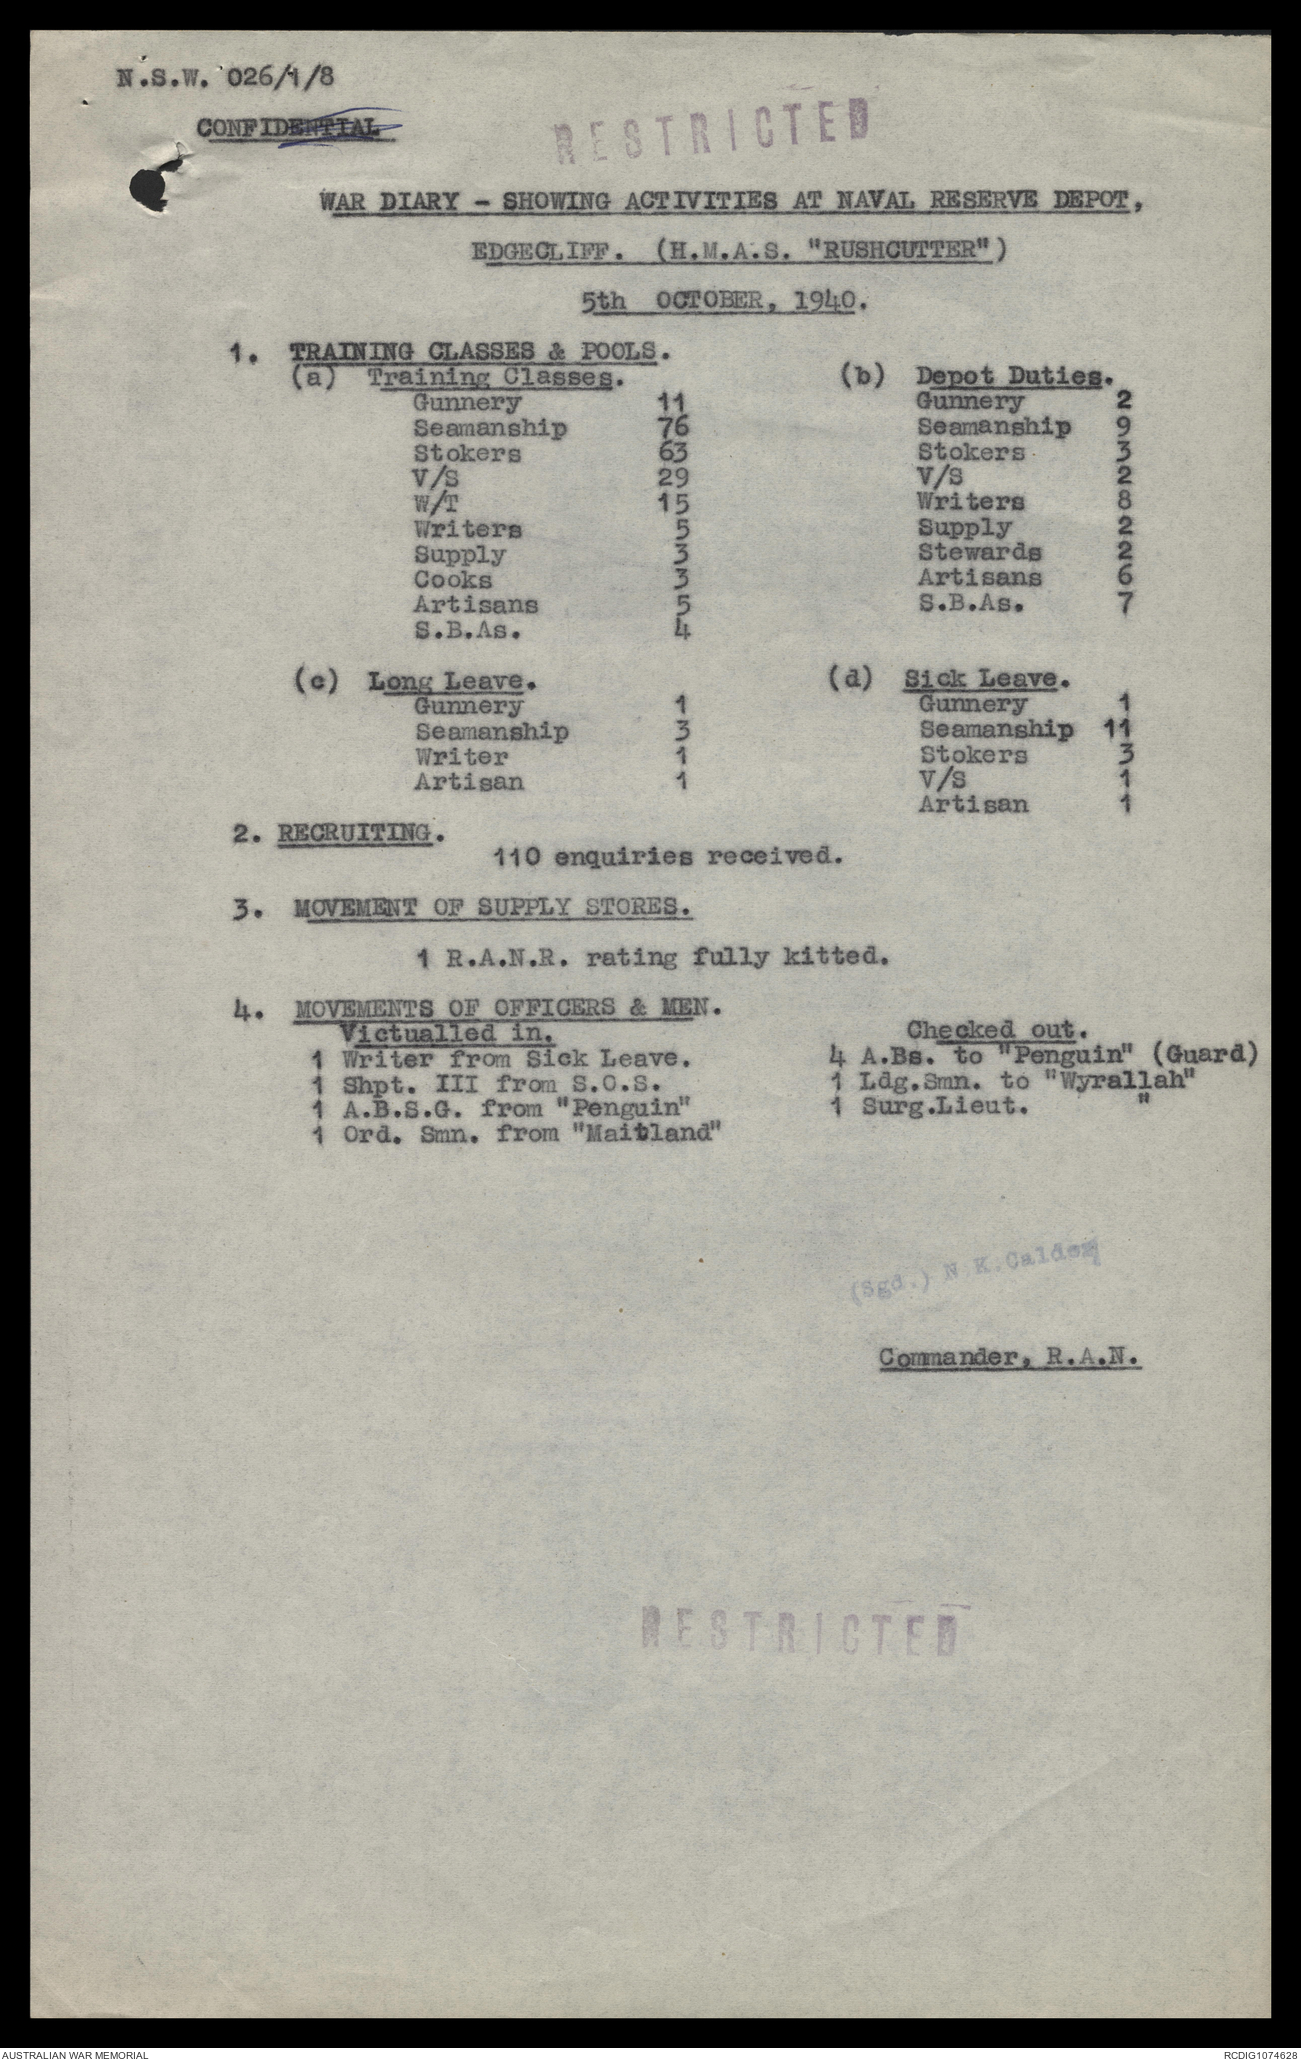 N.S.W. 026/1/8
CONFIDENTIAL
RESTRICTED
WAR DIARY - SHOWING ACTIVITIES AT NAVAL RESERVE DEPOT,
EDGECLIFF. (H.M.A.S. "RUSHCUTTER")
5th OCTOBER, 1940.
1. TRAINING CLASSES & POOLS.
(a) Training Classes.
Gunnery 11
Seamanship 76
Stokers 63
V/S 29
W/T 15
Writers 5
Supply 3
Cooks 3
Artisans 5
S.B.As. 4
(b) Depot Duties.
Gunnery 2
Seamanship 9
Stokers 3
V/S 2
Writers 8
Supply 2
Stewards 2
Artisans 6
S.B.As. 7
(c) Long Leave.
Gunnery 1
Seamanship 3
Writer 1
Artisan 1
(d) Sick Leave.
Gunnery 1
Seamanship 11
Stokers 3
V/S 1
Artisan 1
2. RECRUITING.
110 enquiries received.
3. MOVEMENT OF SUPPLY STORES.
1 R.A.N.R. rating fully kitted.
4. MOVEMENTS OF OFFICERS & MEN.
Victualled in.
1 Writer from Sick Leave.
1 Shpt. III from S.O.S.
1 A.B.S.G. from "Penguin"
1 Ord. Smn. from "Maitland"
Checked out.
4 A.Bs. to "Penguin" (Guard)
1 Ldg.Smn. to "Wyrallah"
1 Surg.Lieut. "
(Sgd.) N.K.Calder
Commander, R.A.N.
RESTRICTED
AUSTRALIAN WAR MEMORIAL
RCDIG1074628